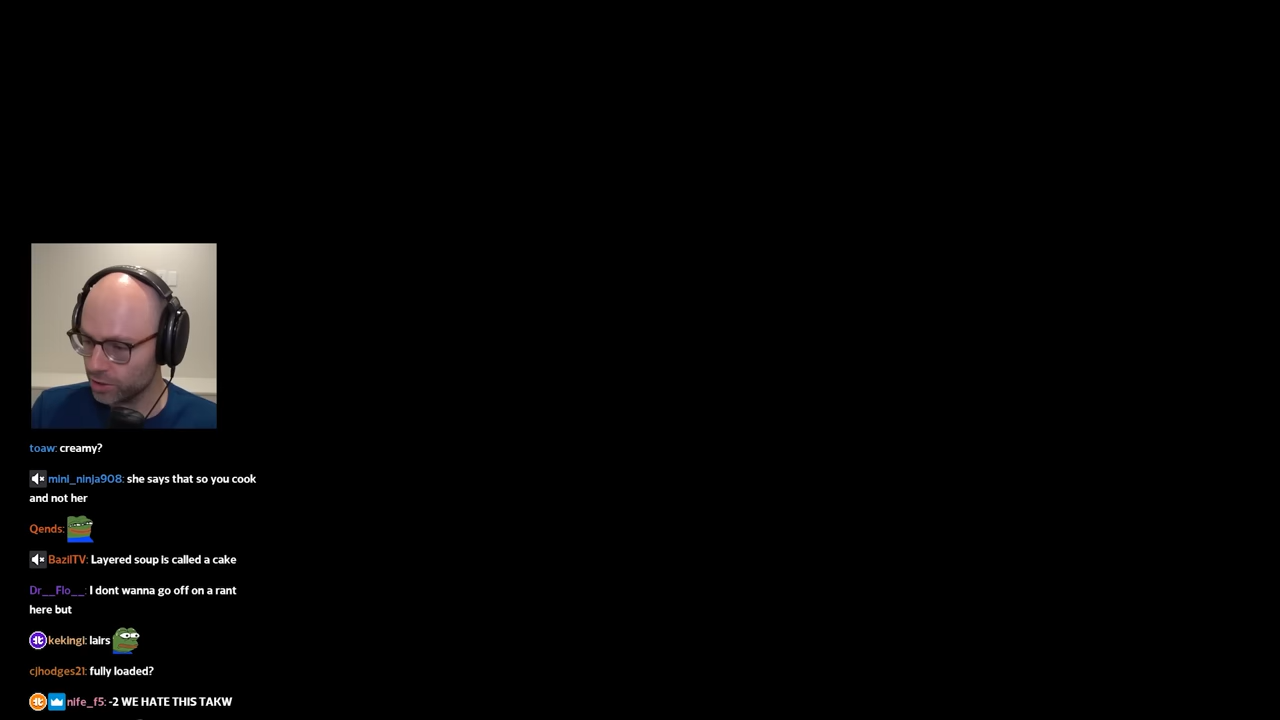 toaw: creamy?
mini_ninja908: she says that so you cook
and not her
Qends:
BazilTV: Layered soup is called a cake
Dr__Flo__: I dont wanna go off on a rant
here but
kekingi: lairs
cjhodges21: fully loaded?
nife_f5: -2 WE HATE THIS TAKW